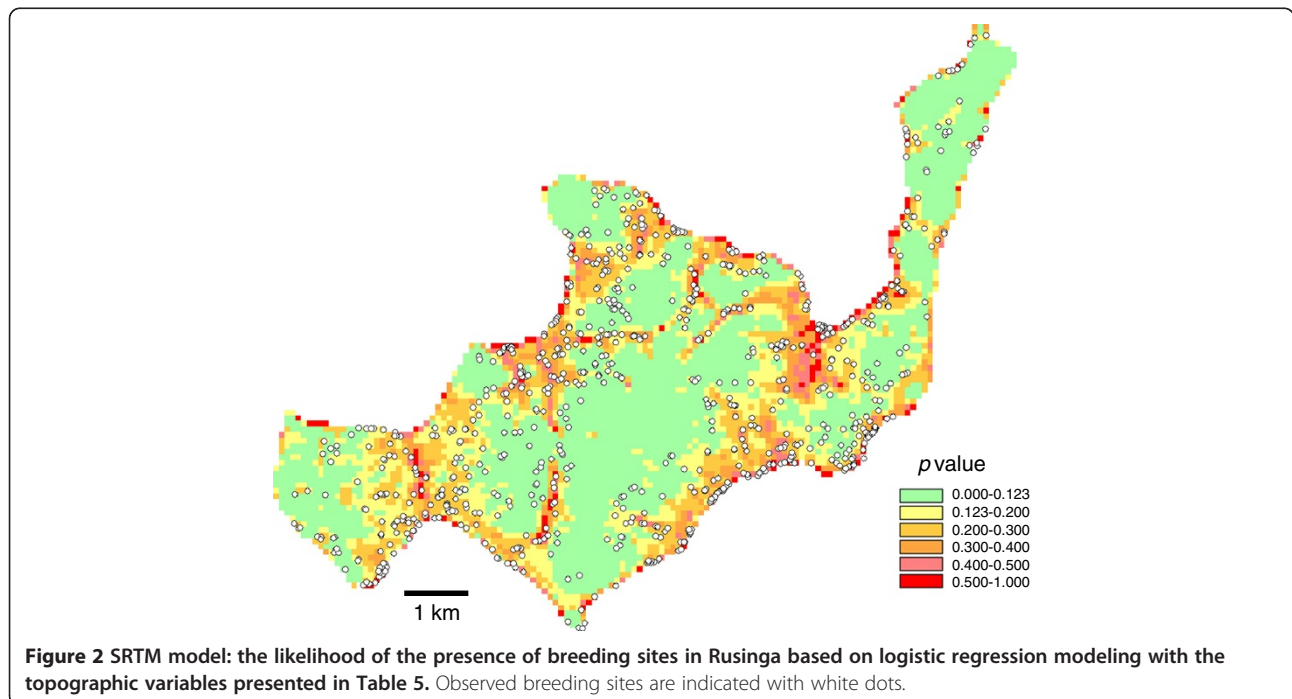 p value
0.000-0.123
0.123-0.200
0.200-0.300
0.300-0.400
0.400-0.500
0.500-1.000
1 km
Figure 2 SRTM model: the likelihood of the presence of breeding sites in Rusinga based on logistic regression modeling with the
topographic variables presented in Table 5. Observed breeding sites are indicated with white dots.